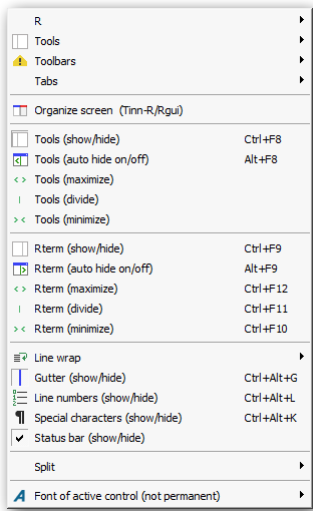 R
Tools
Toolbars
Tabs
Organize screen (Tinn-R/Rgui)
Tools (show/hide) Ctrl+F8
Tools (auto hide on/off) Alt+F8
Tools (maximize)
Tools (divide)
Tools (minimize)
Rterm (show/hide) Ctrl+F9
Rterm (auto hide on/off) Alt+F9
Rterm (maximize) Ctrl+F12
Rterm (divide) Ctrl+F11
Rterm (minimize) Ctrl+F10
Line wrap
Gutter (show/hide) Ctrl+Alt+G
Line numbers (show/hide) Ctrl+Alt+L
Special characters (show/hide) Ctrl+Alt+K
Status bar (show/hide)
Split
Font of active control (not permanent)